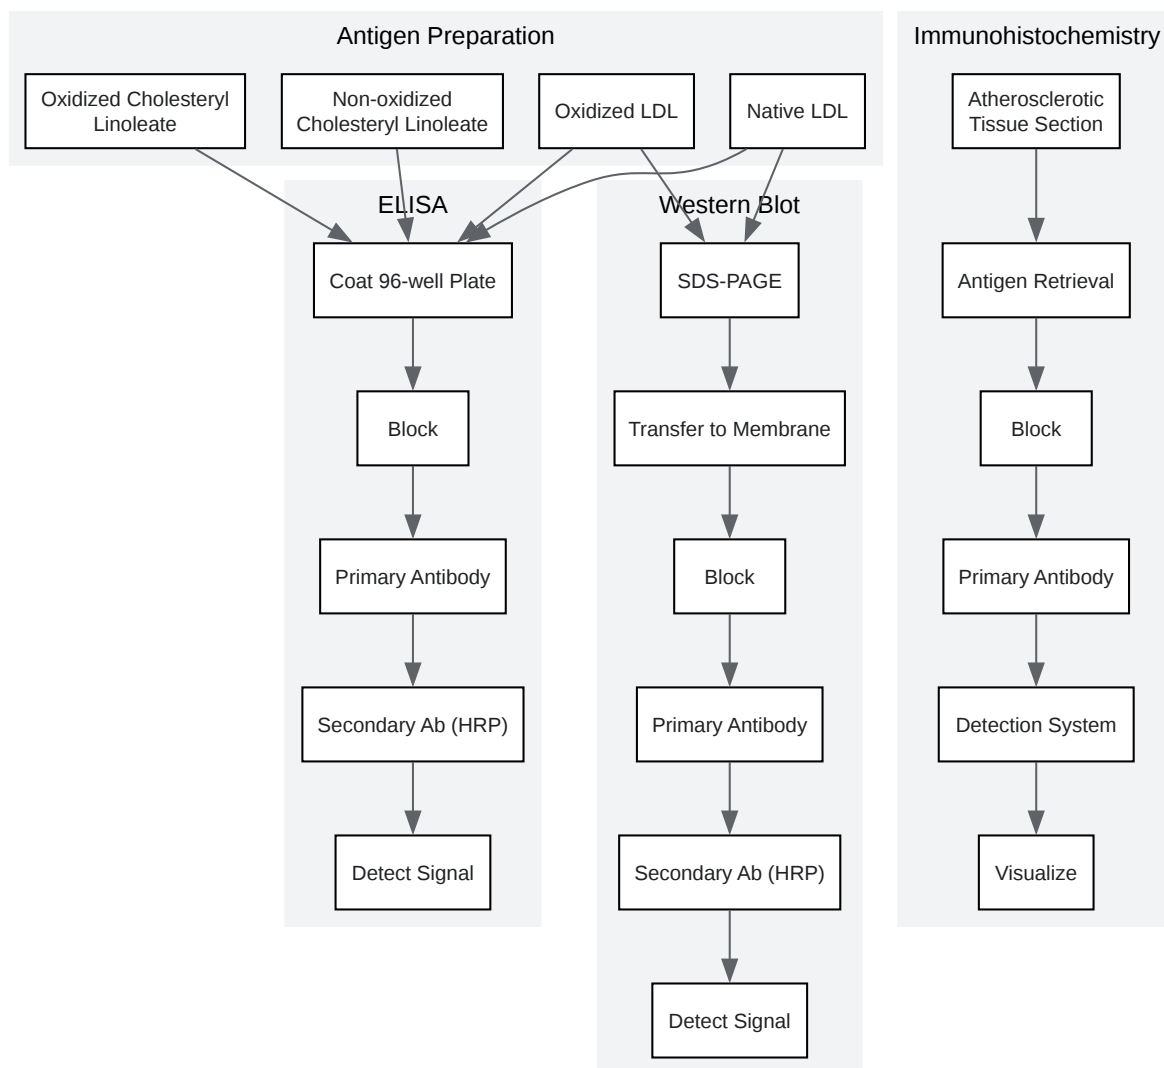 Antigen Preparation
Oxidized Cholesteryl
Linoleate
Non-oxidized
Cholesteryl Linoleate
Oxidized LDL
Native LDL
ELISA
Coat 96-well Plate
Block
Primary Antibody
Secondary Ab (HRP)
Detect Signal
Western Blot
SDS-PAGE
Transfer to Membrane
Block
Primary Antibody
Secondary Ab (HRP)
Detect Signal
Immunohistochemistry
Atherosclerotic
Tissue Section
Antigen Retrieval
Block
Primary Antibody
Detection System
Visualize